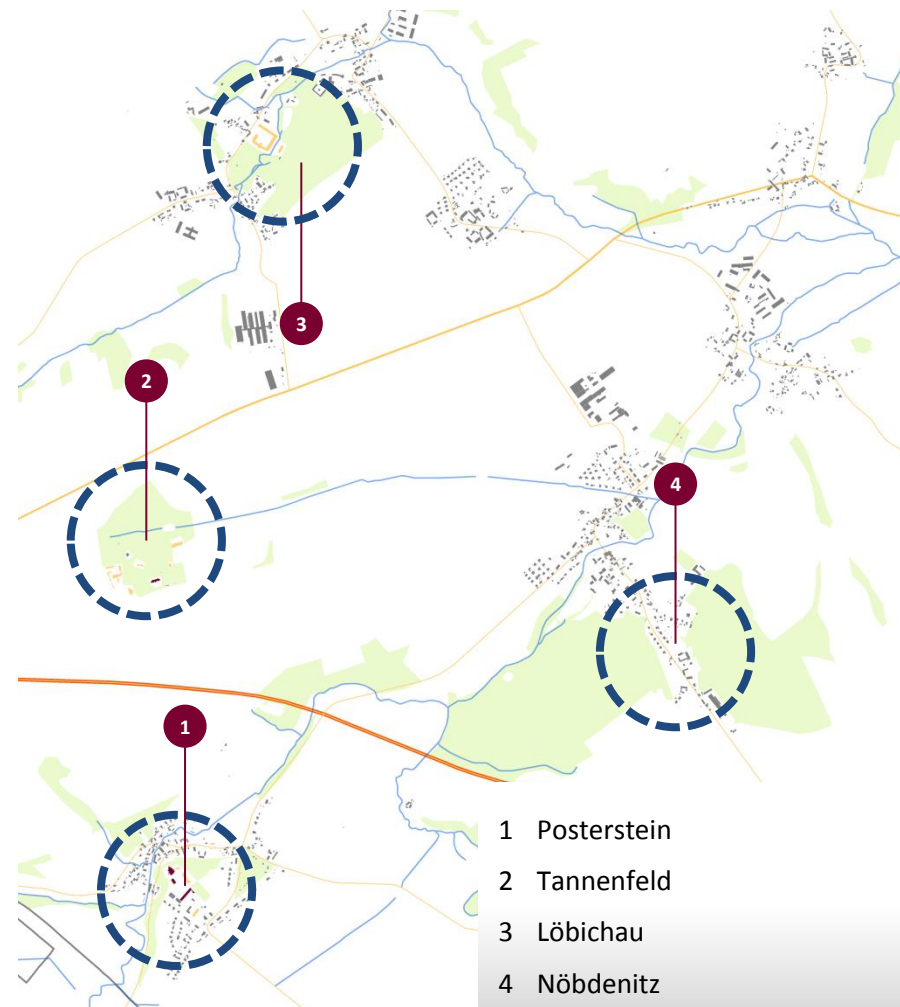 3
2
4
1
1 Posterstein
2 Tannenfeld
3 Löbichau
4 Nöbdenitz